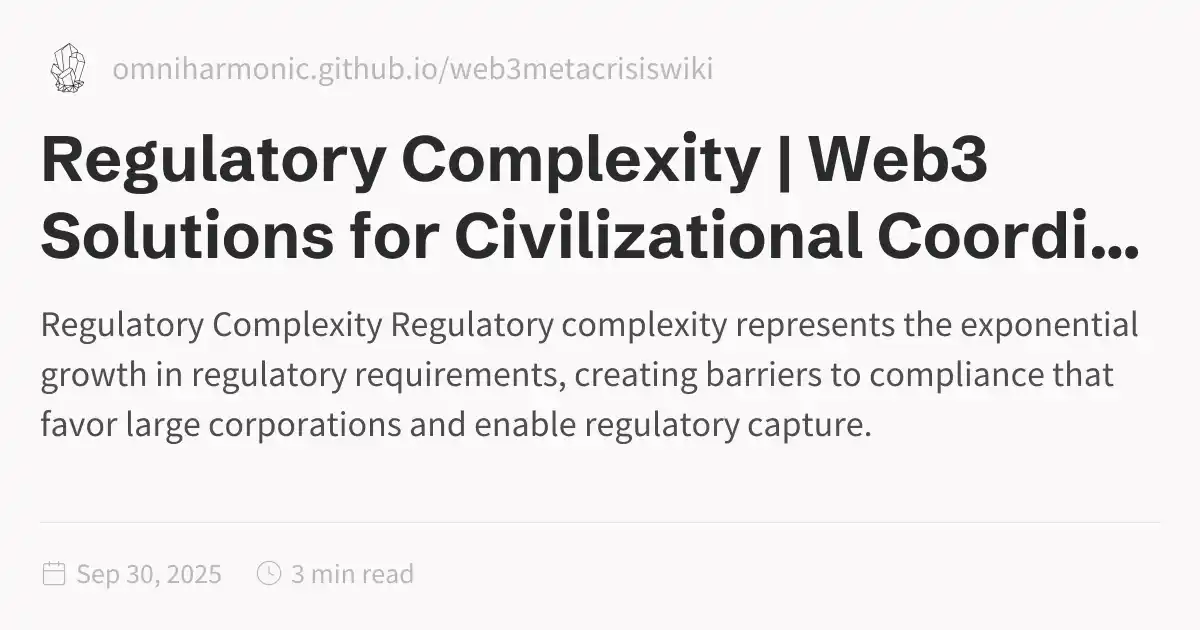 omniharmonic.github.io/web3metacrisiswiki
Regulatory Complexity | Web3
Solutions for Civilizational Coordi...
Regulatory Complexity Regulatory complexity represents the exponential
growth in regulatory requirements, creating barriers to compliance that
favor large corporations and enable regulatory capture.
Sep 30, 2025 3 min read